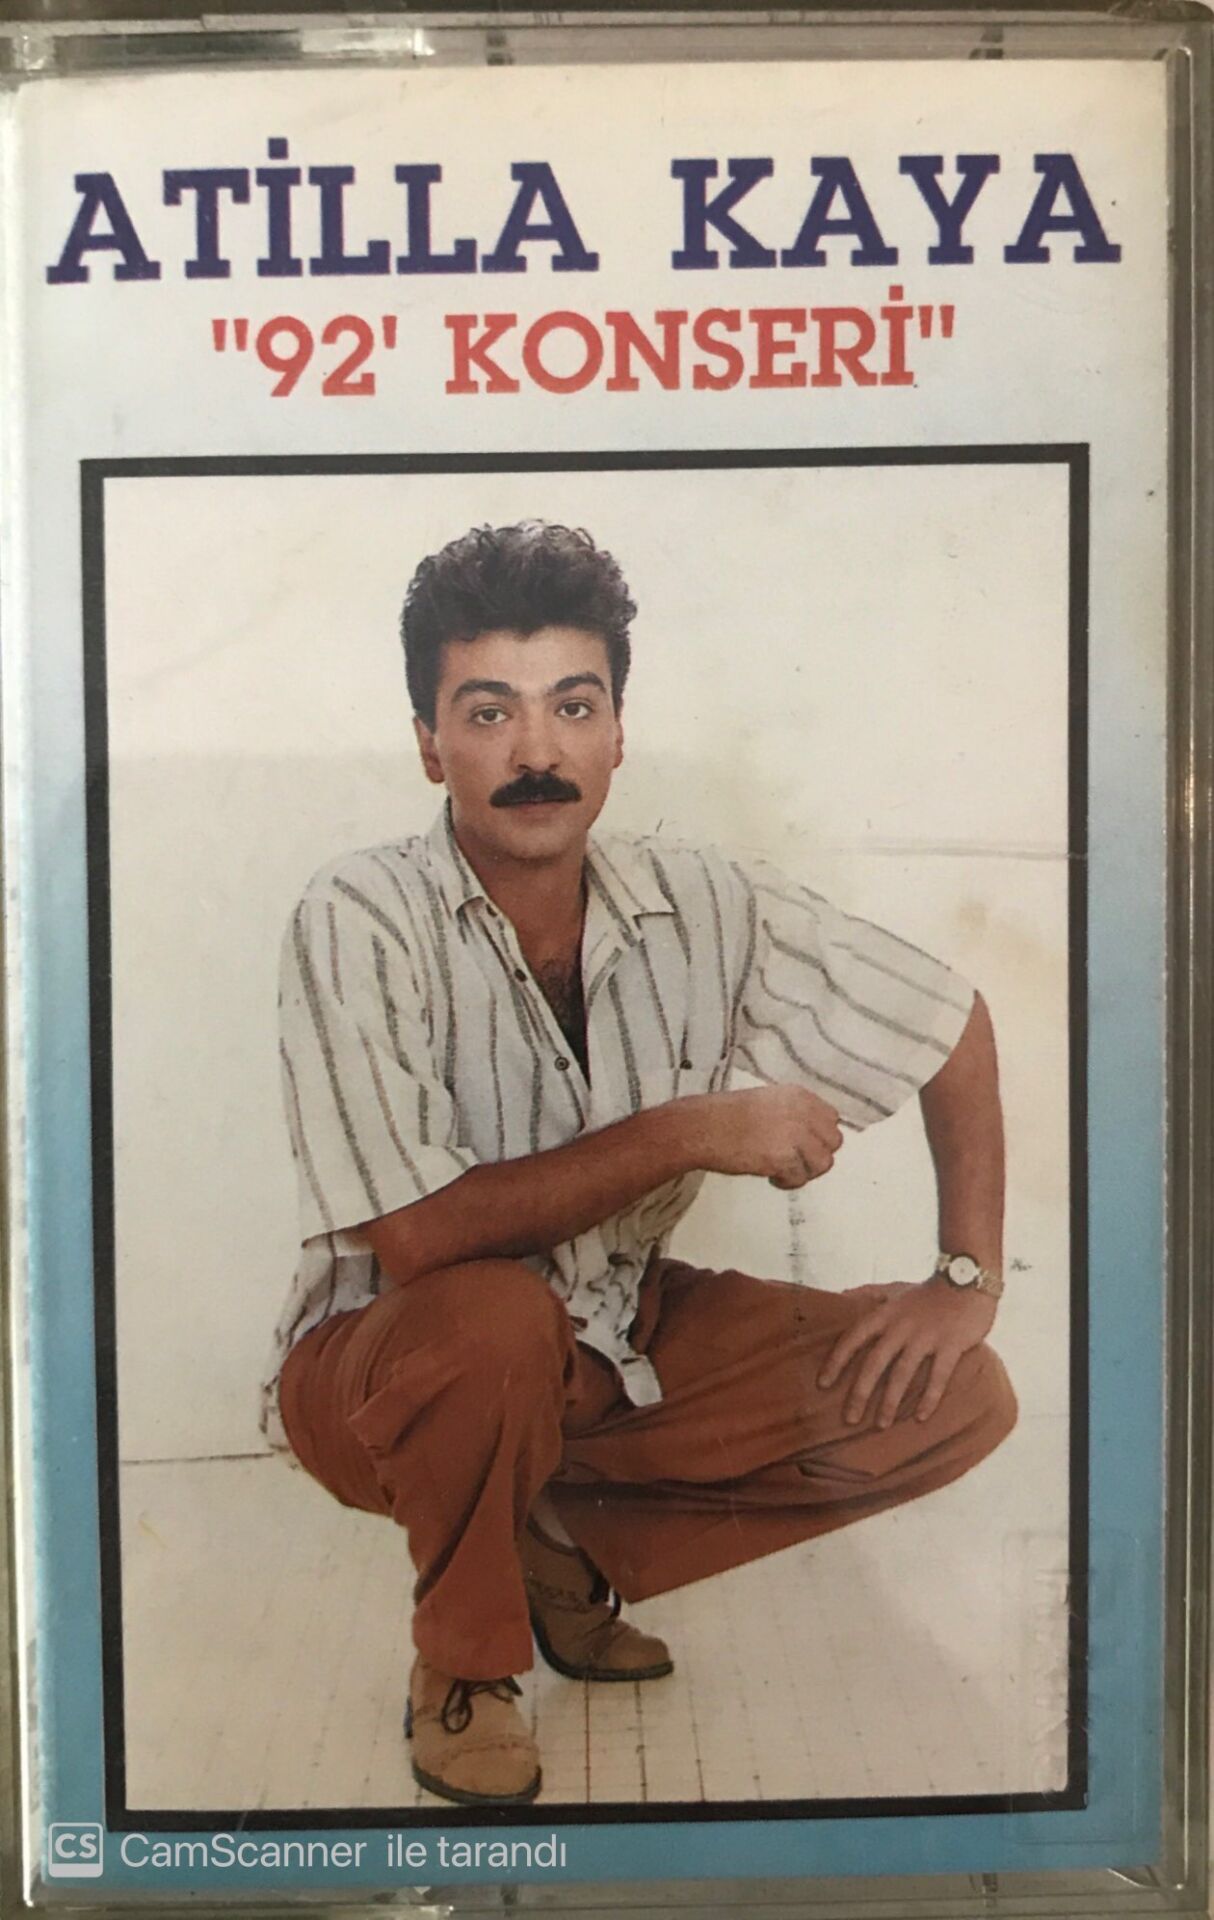 ATİLLA KAYA
"92' KONSERİ"
CS CamScanner ile tarandı